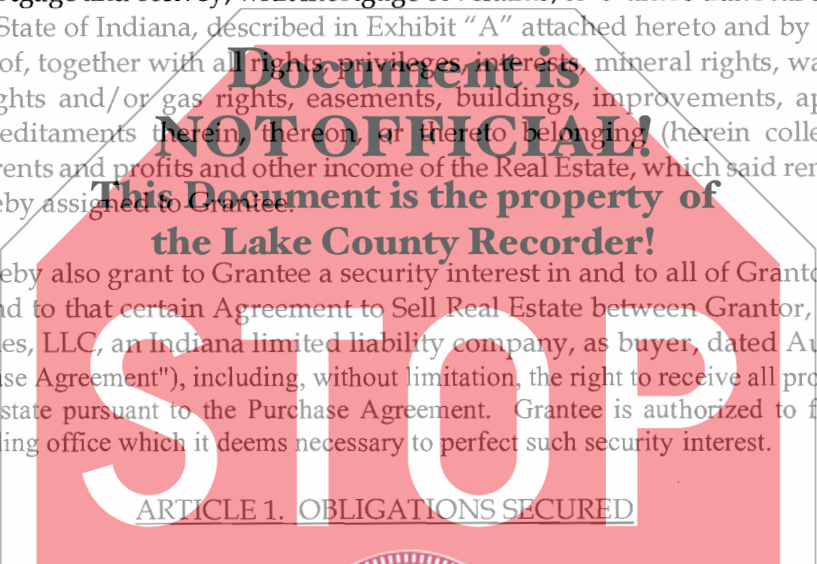 State of Indiana, described in Exhibit "A" attached hereto and by
of, together with all rights, privileges, interests, mineral rights, wa
Document is
ghts and/or gas rights, easements, buildings, improvements, ap
editaments therein, thereon, or thereto belonging (herein colle
NOT OFFICIAL!
rents and profits and other income of the Real Estate, which said ren
eby assigned to Grantee.
This Document is the property of
the Lake County Recorder!
eby also grant to Grantee a security interest in and to all of Granto
nd to that certain Agreement to Sell Real Estate between Grantor,
es, LLC, an Indiana limited liability company, as buyer, dated Au
se Agreement"), including, without limitation, the right to receive all pro
state pursuant to the Purchase Agreement. Grantee is authorized to f
ling office which it deems necessary to perfect such security interest.
STOP
ARTICLE 1. OBLIGATIONS SECURED